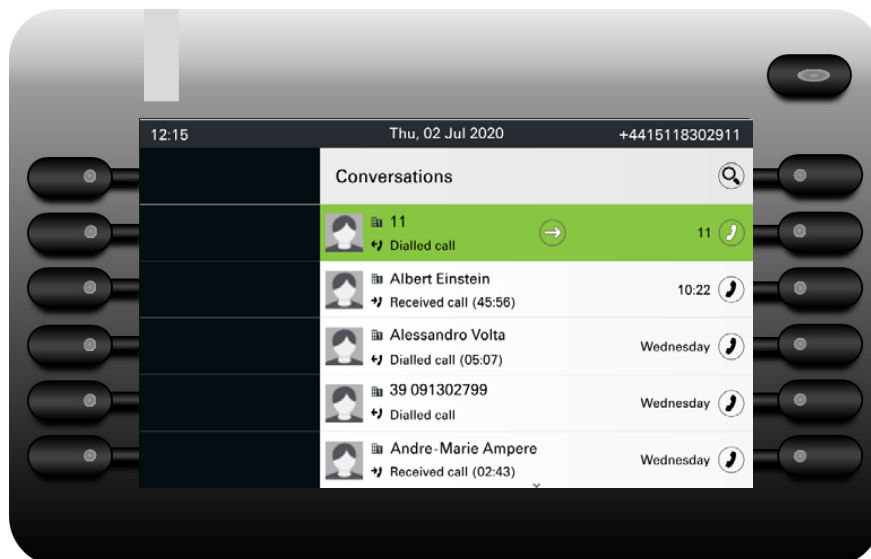 12:15 Thu, 02 Jul 2020 +4415118302911
Conversations
11
Dialled call
11
Albert Einstein
Received call (45:56)
10:22
Alessandro Volta
Dialled call (05:07)
Wednesday
39 091302799
Dialled call
Wednesday
Andre-Marie Ampere
Received call (02:43)
Wednesday